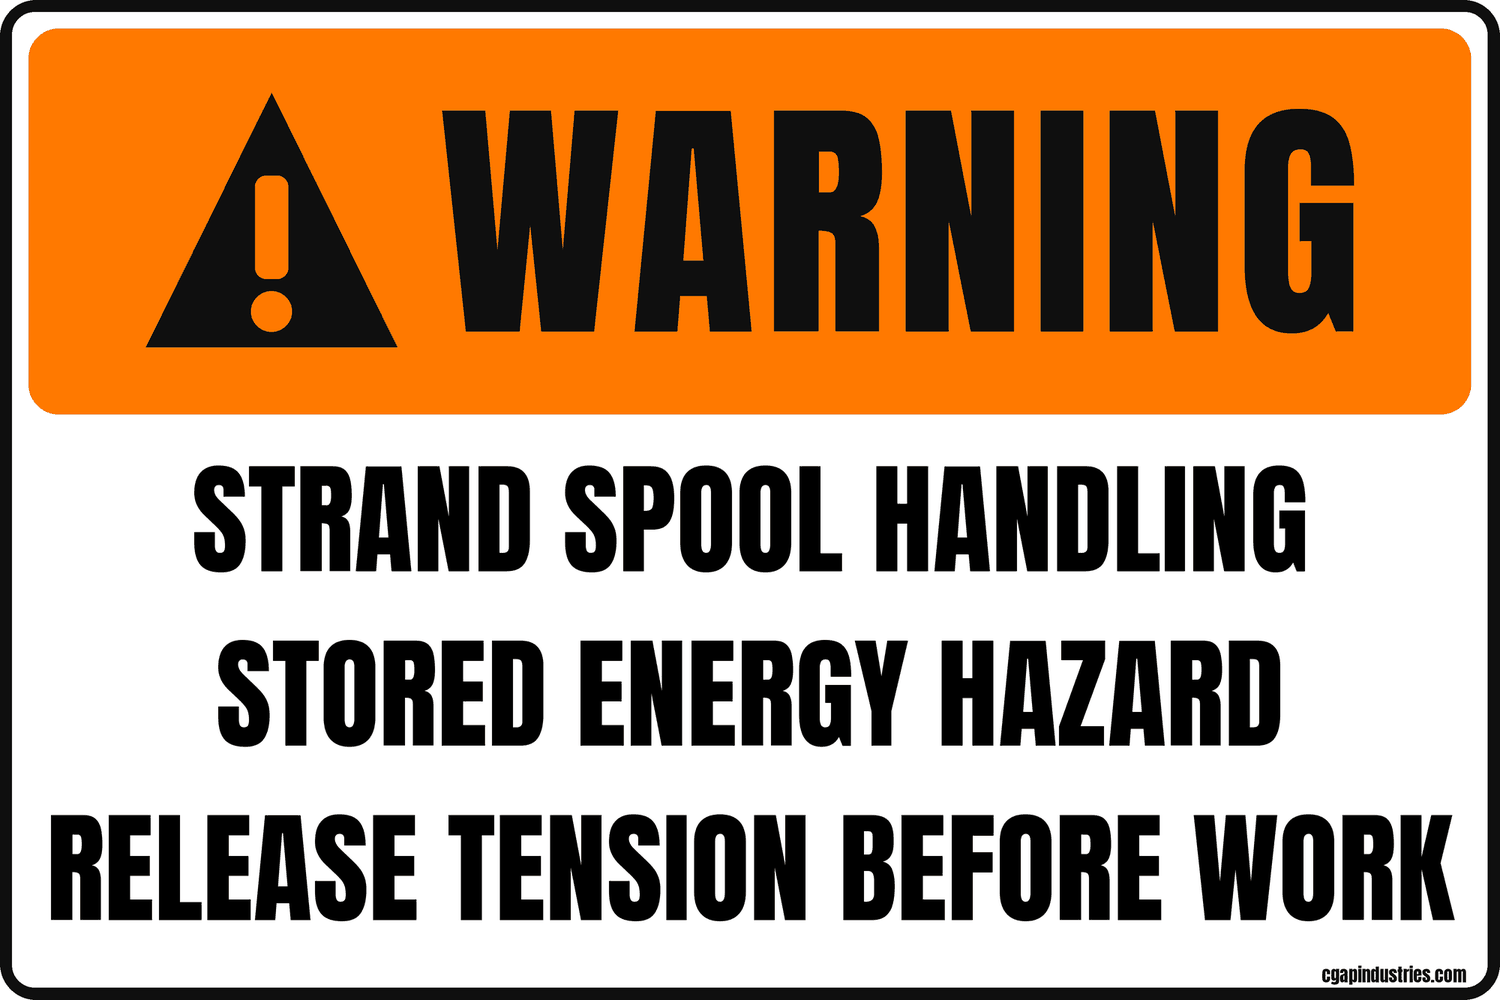 WARNING
STRAND SPOOL HANDLING
STORED ENERGY HAZARD
RELEASE TENSION BEFORE WORK
cgapindustries.com